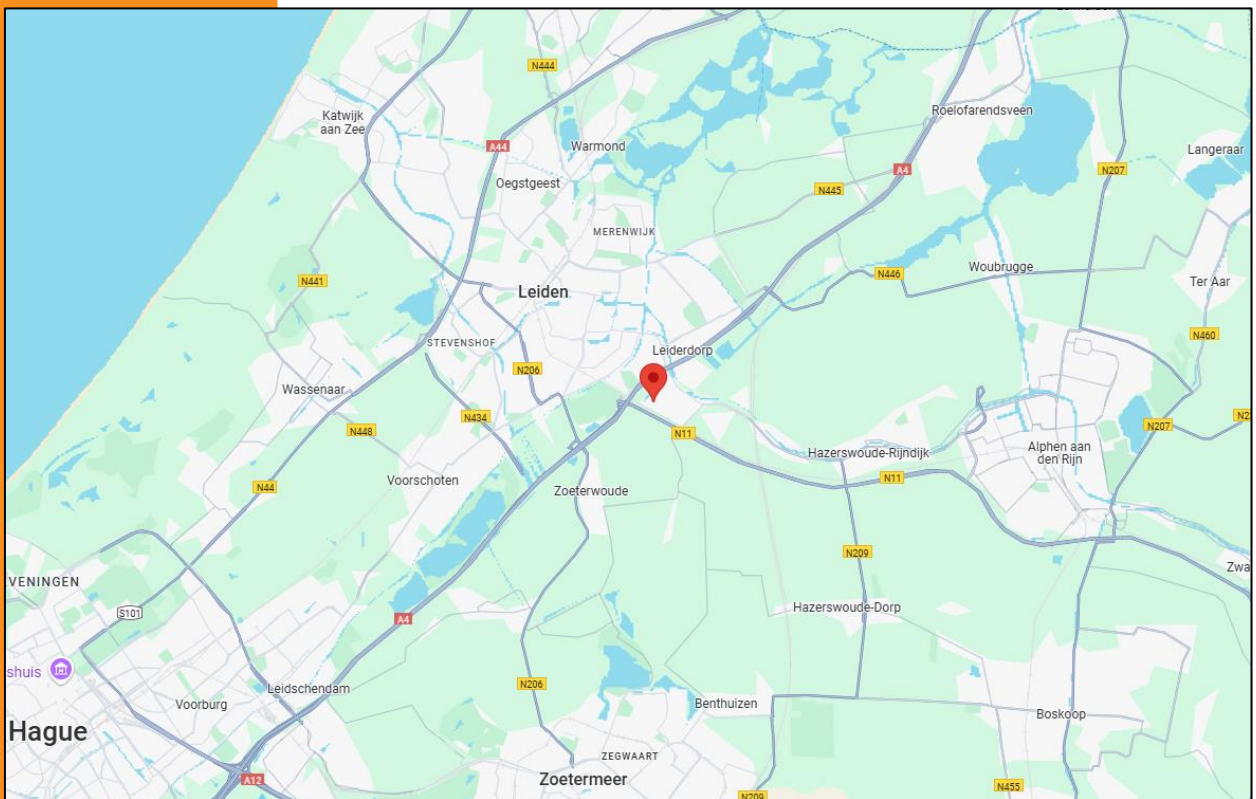 N444
Katwijk
aan Zee
A44
Warmond
Roelofarendsveen
Langeraar
Oegstgeest
A4
N207
N445
MERENWIJK
N441
Leiden
N446
Woubrugge
Ter Aar
STEVENSHOF
Leiderdorp
N460
N206
Wassenaar
N434
N207
N448
N11
Hazerswoude-Rijndijk
Alphen aan
den Rijn
Voorschoten
N44
Zoeterwoude
N11
N209
Zwa
EVENINGEN
S101
A4
Hazerswoude-Dorp
shuis
Leidschendam
N206
Voorburg
Benthuizen
Boskoop
Hague
ZEGWAART
A12
Zoetermeer
N455
N209